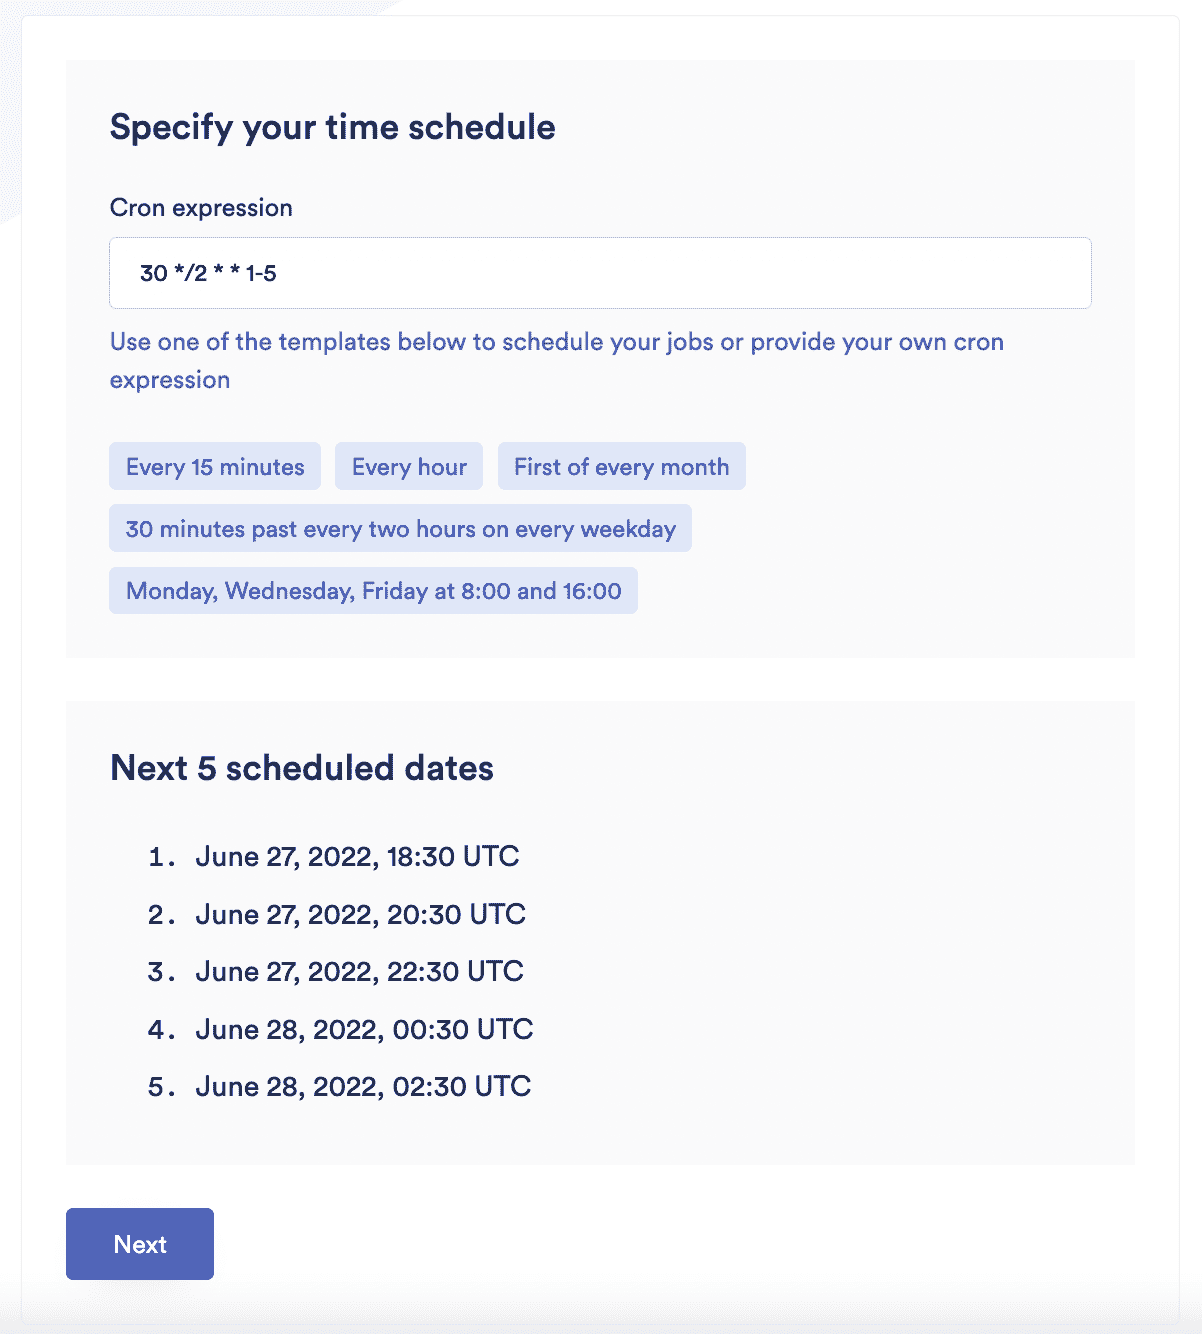 Specify your time schedule
Cron expression
30 */2 * * 1-5
Use one of the templates below to schedule your jobs or provide your own cron
expression
Every 15 minutes
Every hour
First of every month
30 minutes past every two hours on every weekday
Monday, Wednesday, Friday at 8:00 and 16:00
Next 5 scheduled dates
1. June 27, 2022, 18:30 UTC
2. June 27, 2022, 20:30 UTC
3. June 27, 2022, 22:30 UTC
4. June 28, 2022, 00:30 UTC
5. June 28, 2022, 02:30 UTC
Next